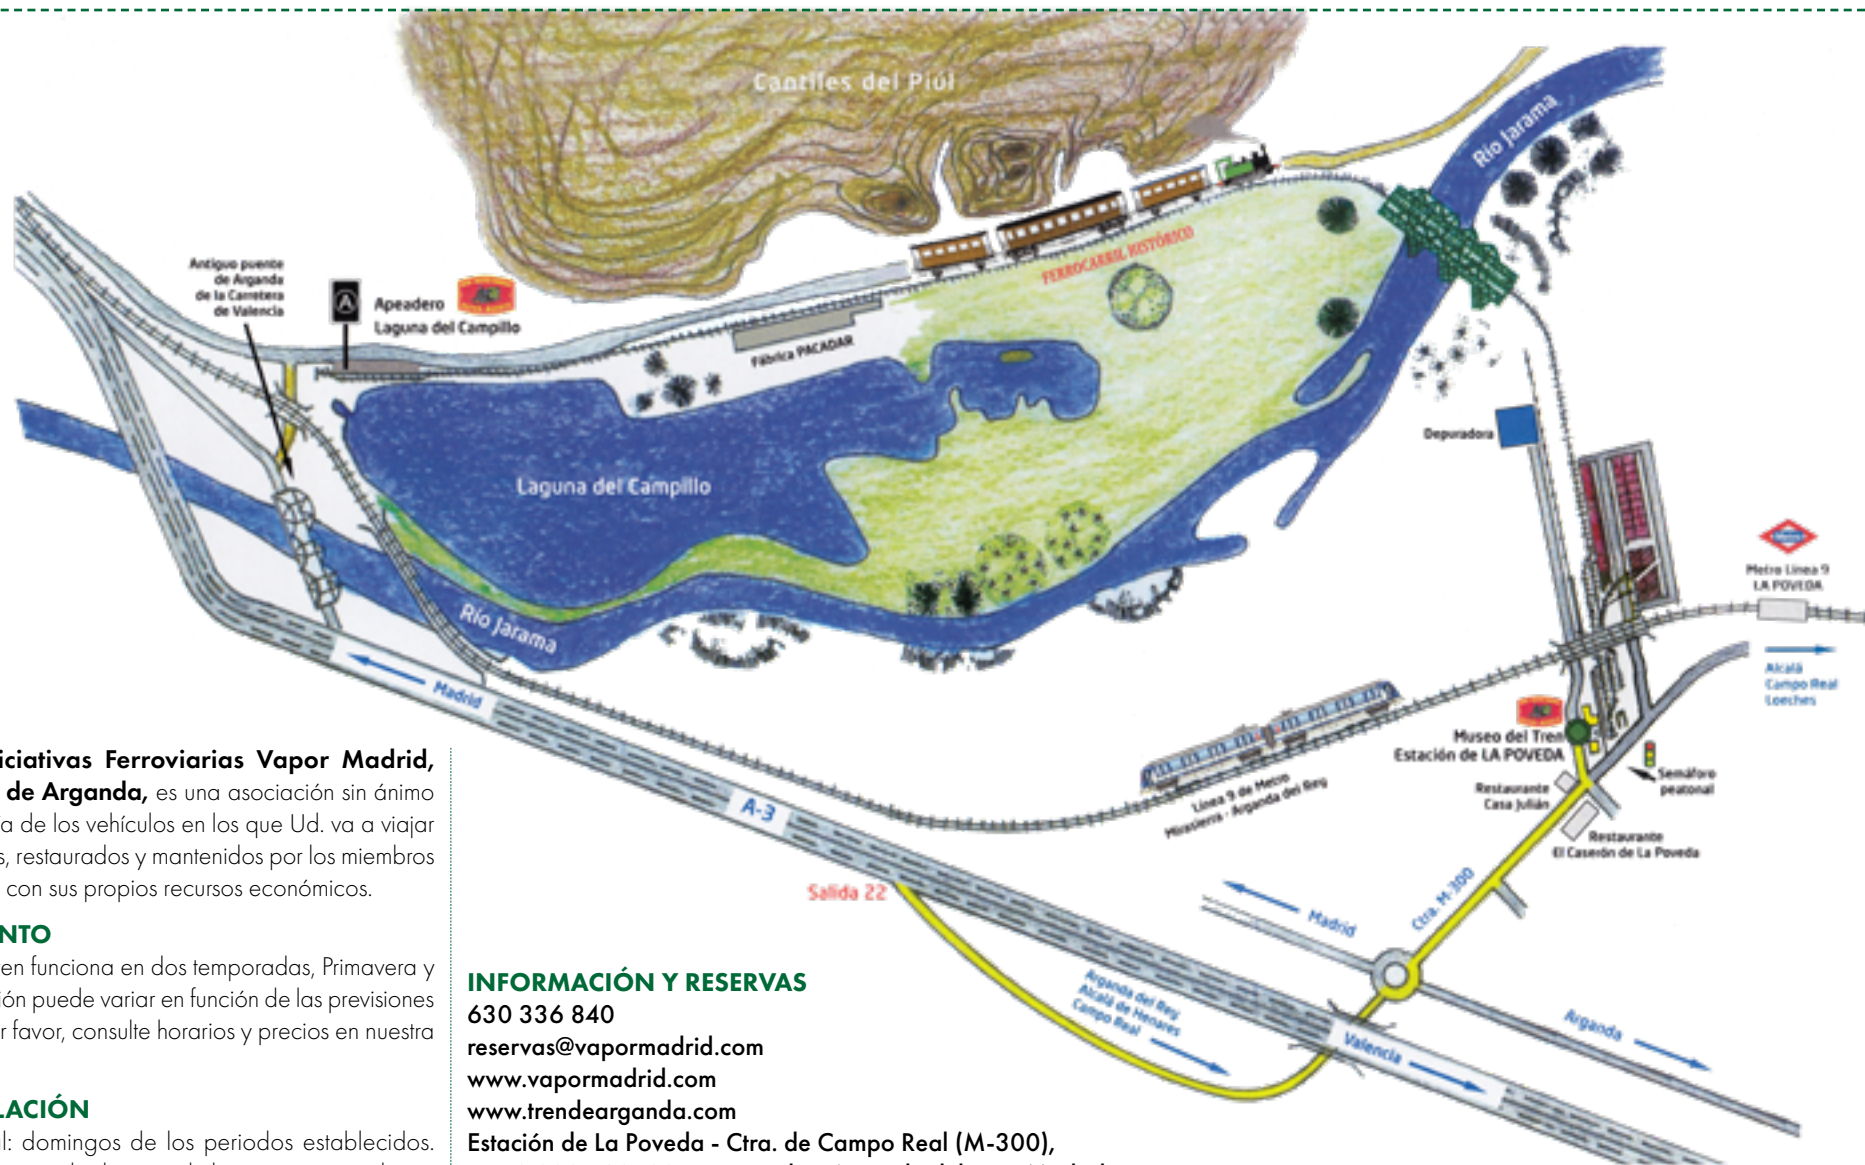 Cantiles del Piúl
Río Jarama
Antiguo puente
de Arganda
de la Carretera
de Valencia
A
Apeadero
Laguna del Campillo
FERROCARRIL HISTÓRICO
Fábrica PACADAR
Depuradora
Laguna del Campillo
Río Jarama
Metro Línea 9
LA POVEDA
Alcalá
Campo Real
Loeches
Madrid
A-3
Museo del Tren
Estación de LA POVEDA
Semáforo
peatonal
Restaurante
Casa Julián
Restaurante
El Caserón de La Poveda
Línea 9 de Metro
Mirasierra - Arganda del Rey
Salida 22
Madrid
Ctra. M-300
Arganda del Rey
Alcalá de Henares
Campo Real
Valencia
Arganda
iciativas Ferroviarias Vapor Madrid,
de Arganda, es una asociación sin ánimo
a de los vehículos en los que Ud. va a viajar
s, restaurados y mantenidos por los miembros
con sus propios recursos económicos.
NTO
en funciona en dos temporadas, Primavera y
ión puede variar en función de las previsiones
r favor, consulte horarios y precios en nuestra
LACIÓN
al: domingos de los periodos establecidos.
INFORMACIÓN Y RESERVAS
630 336 840
reservas@vapormadrid.com
www.vapormadrid.com
www.trendearganda.com
Estación de La Poveda - Ctra. de Campo Real (M-300),